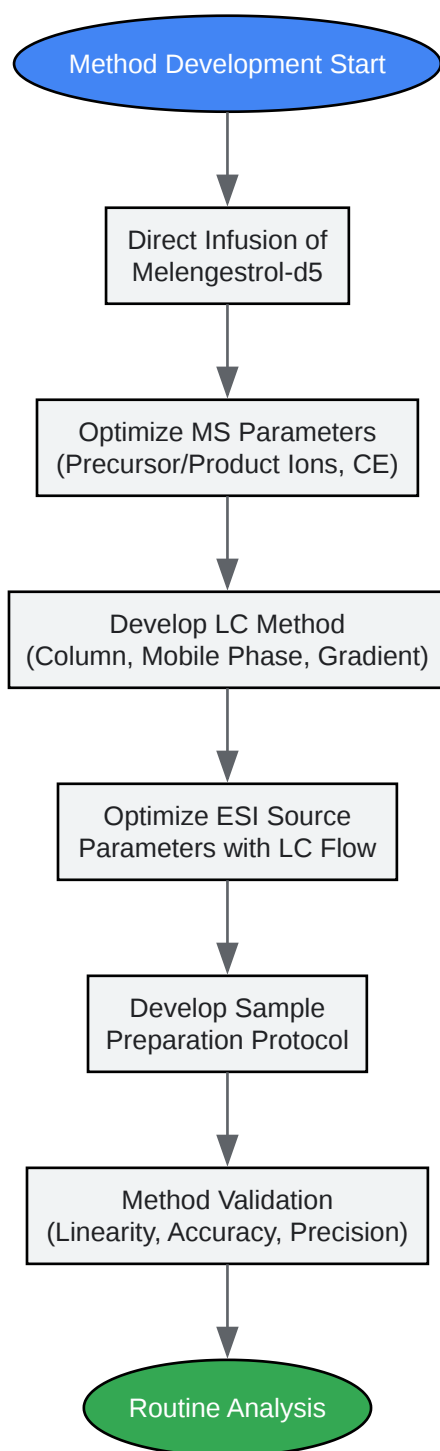 Method Development Start
Direct Infusion of
Melengestrol-d5
Optimize MS Parameters
(Precursor/Product Ions, CE)
Develop LC Method
(Column, Mobile Phase, Gradient)
Optimize ESI Source
Parameters with LC Flow
Develop Sample
Preparation Protocol
Method Validation
(Linearity, Accuracy, Precision)
Routine Analysis